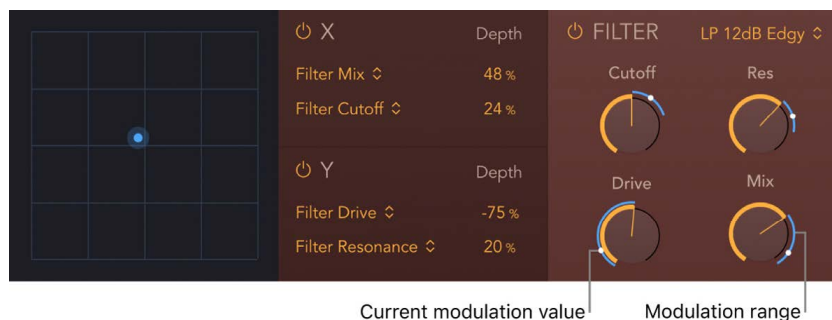 X Depth
Filter Mix 48 %
Filter Cutoff 24 %
Y Depth
Filter Drive -75 %
Filter Resonance 20 %
FILTER LP 12dB Edgy
Cutoff Res
Drive Mix
Current modulation value Modulation range